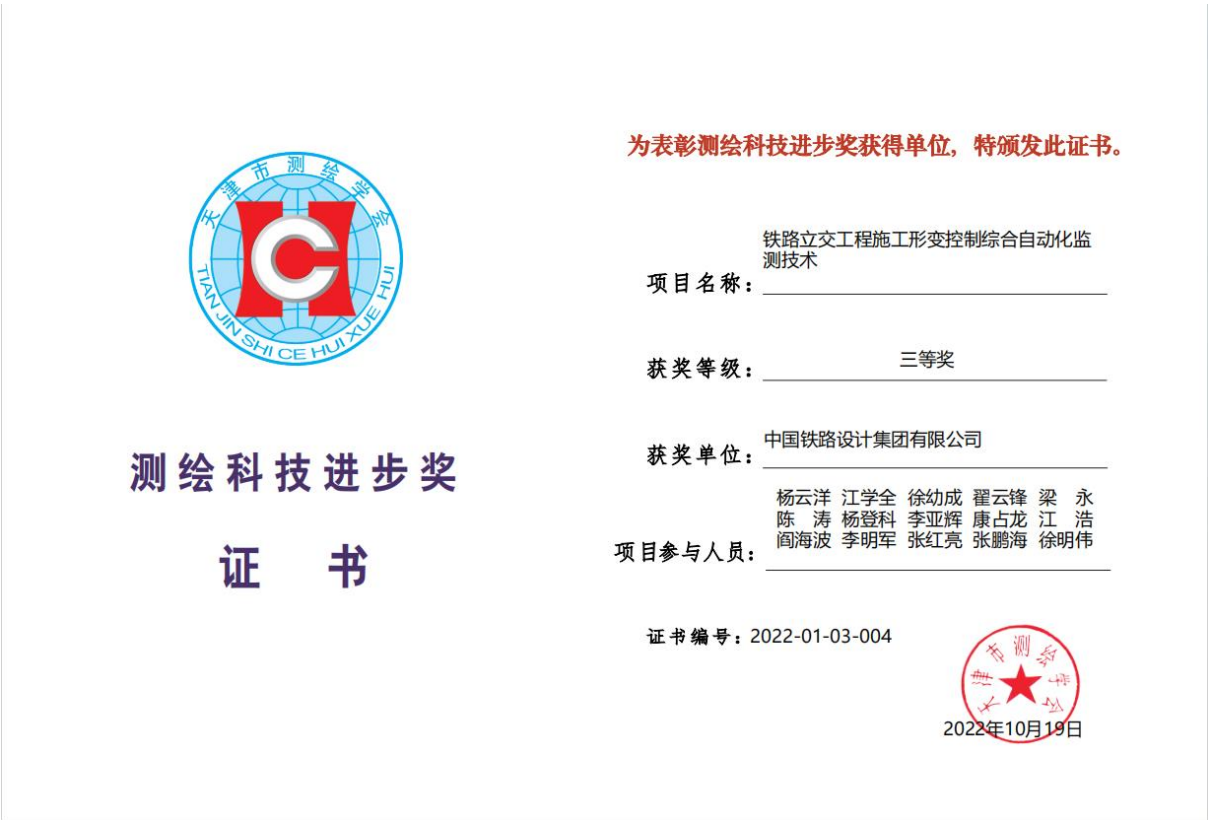 天津市测绘学会
TIAN JIN SHI CE HUI XUE HUI
测绘科技进步奖
证 书
为表彰测绘科技进步奖获得单位，特颁发此证书。
项目名称：铁路立交工程施工形变控制综合自动化监
测技术
获奖等级：三等奖
获奖单位：中国铁路设计集团有限公司
项目参与人员：
杨云洋 江学全 徐幼成 翟云锋 梁 永
陈 涛 杨登科 李亚辉 康占龙 江 浩
阎海波 李明军 张红亮 张鹏海 徐明伟
证书编号：2022-01-03-004
天津市测绘学会
2022年10月19日